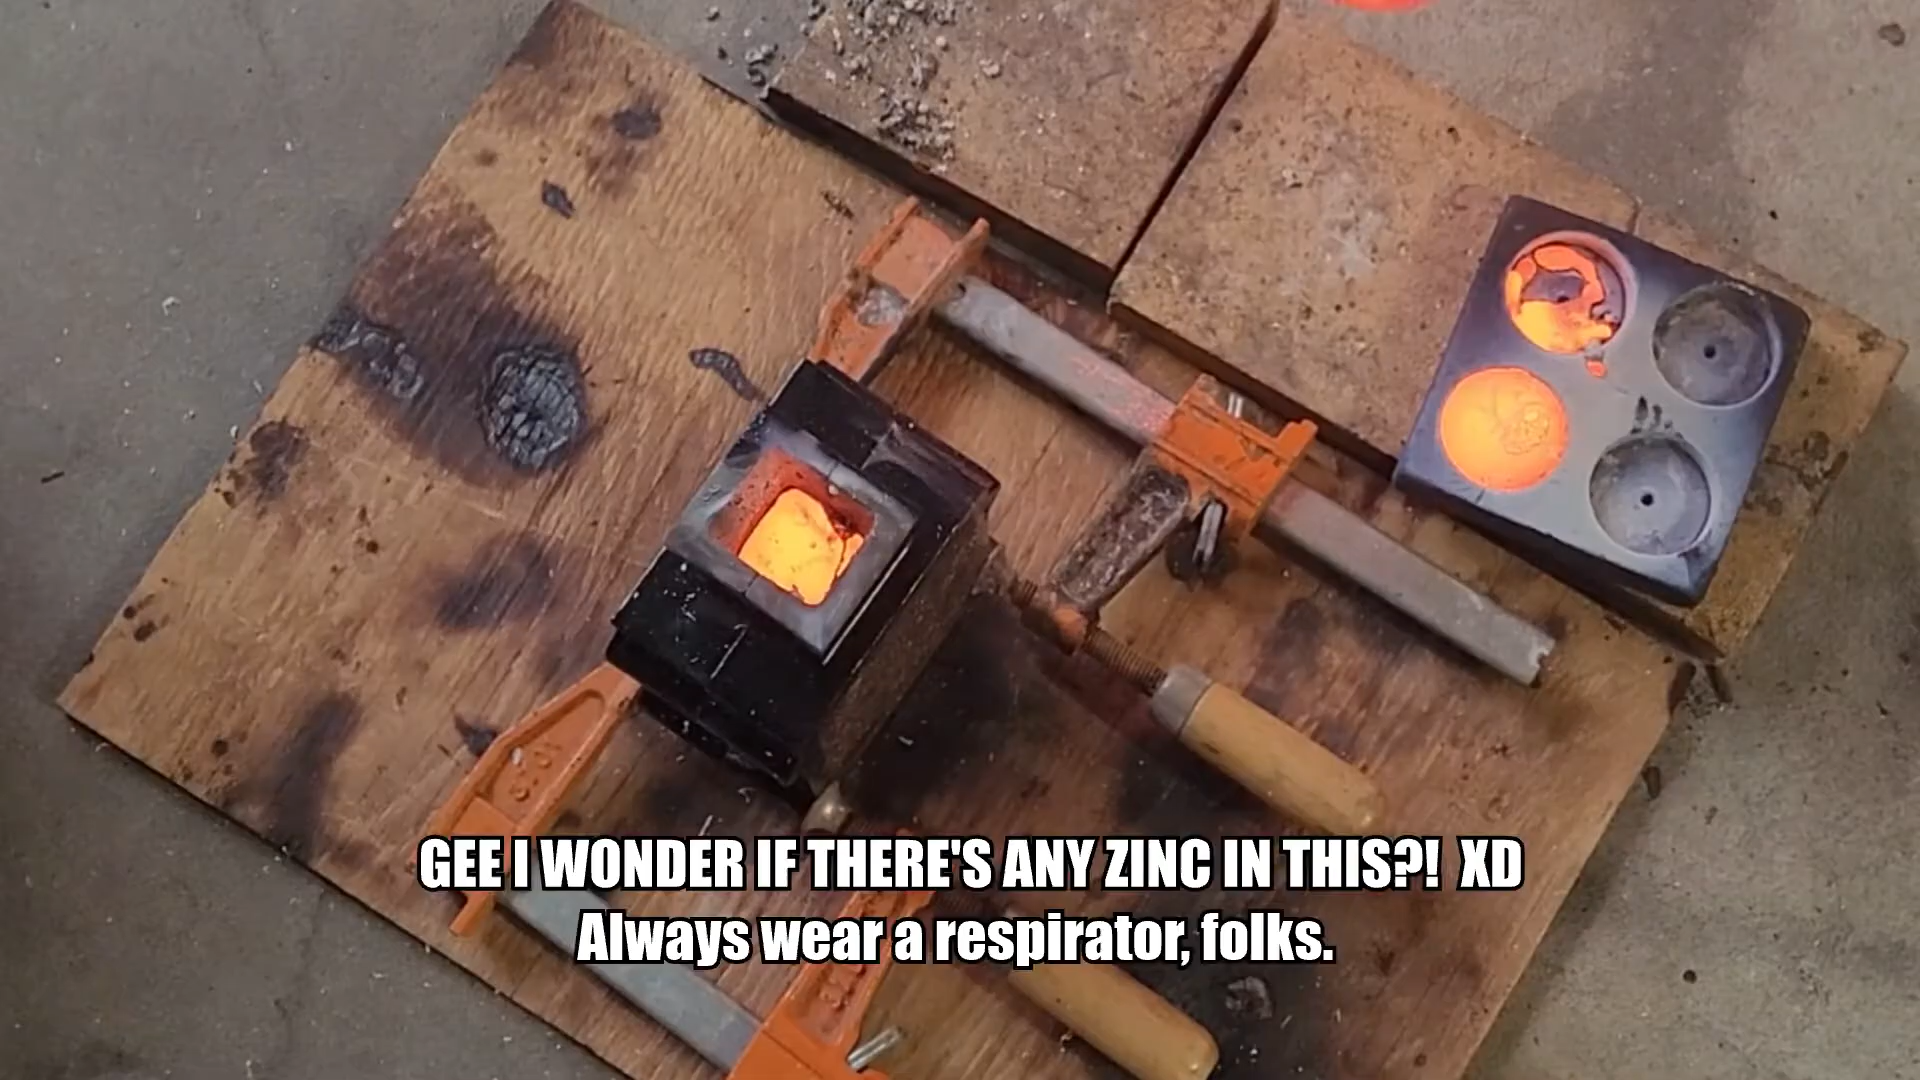 GEE I WONDER IF THERE'S ANY ZINC IN THIS?! XD
Always wear a respirator, folks.